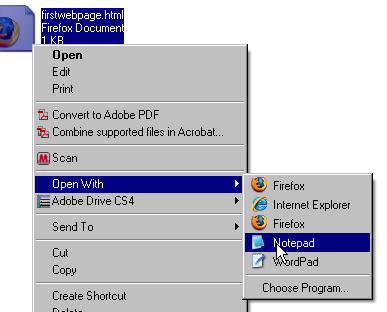 firstwebpage.html
Firefox Document
1 KB
Open
Edit
Print
Convert to Adobe PDF
Combine supported files in Acrobat...
Scan
Open With
Adobe Drive CS4
Send To
Cut
Copy
Create Shortcut
Delete
Firefox
Internet Explorer
Firefox
Notepad
WordPad
Choose Program...